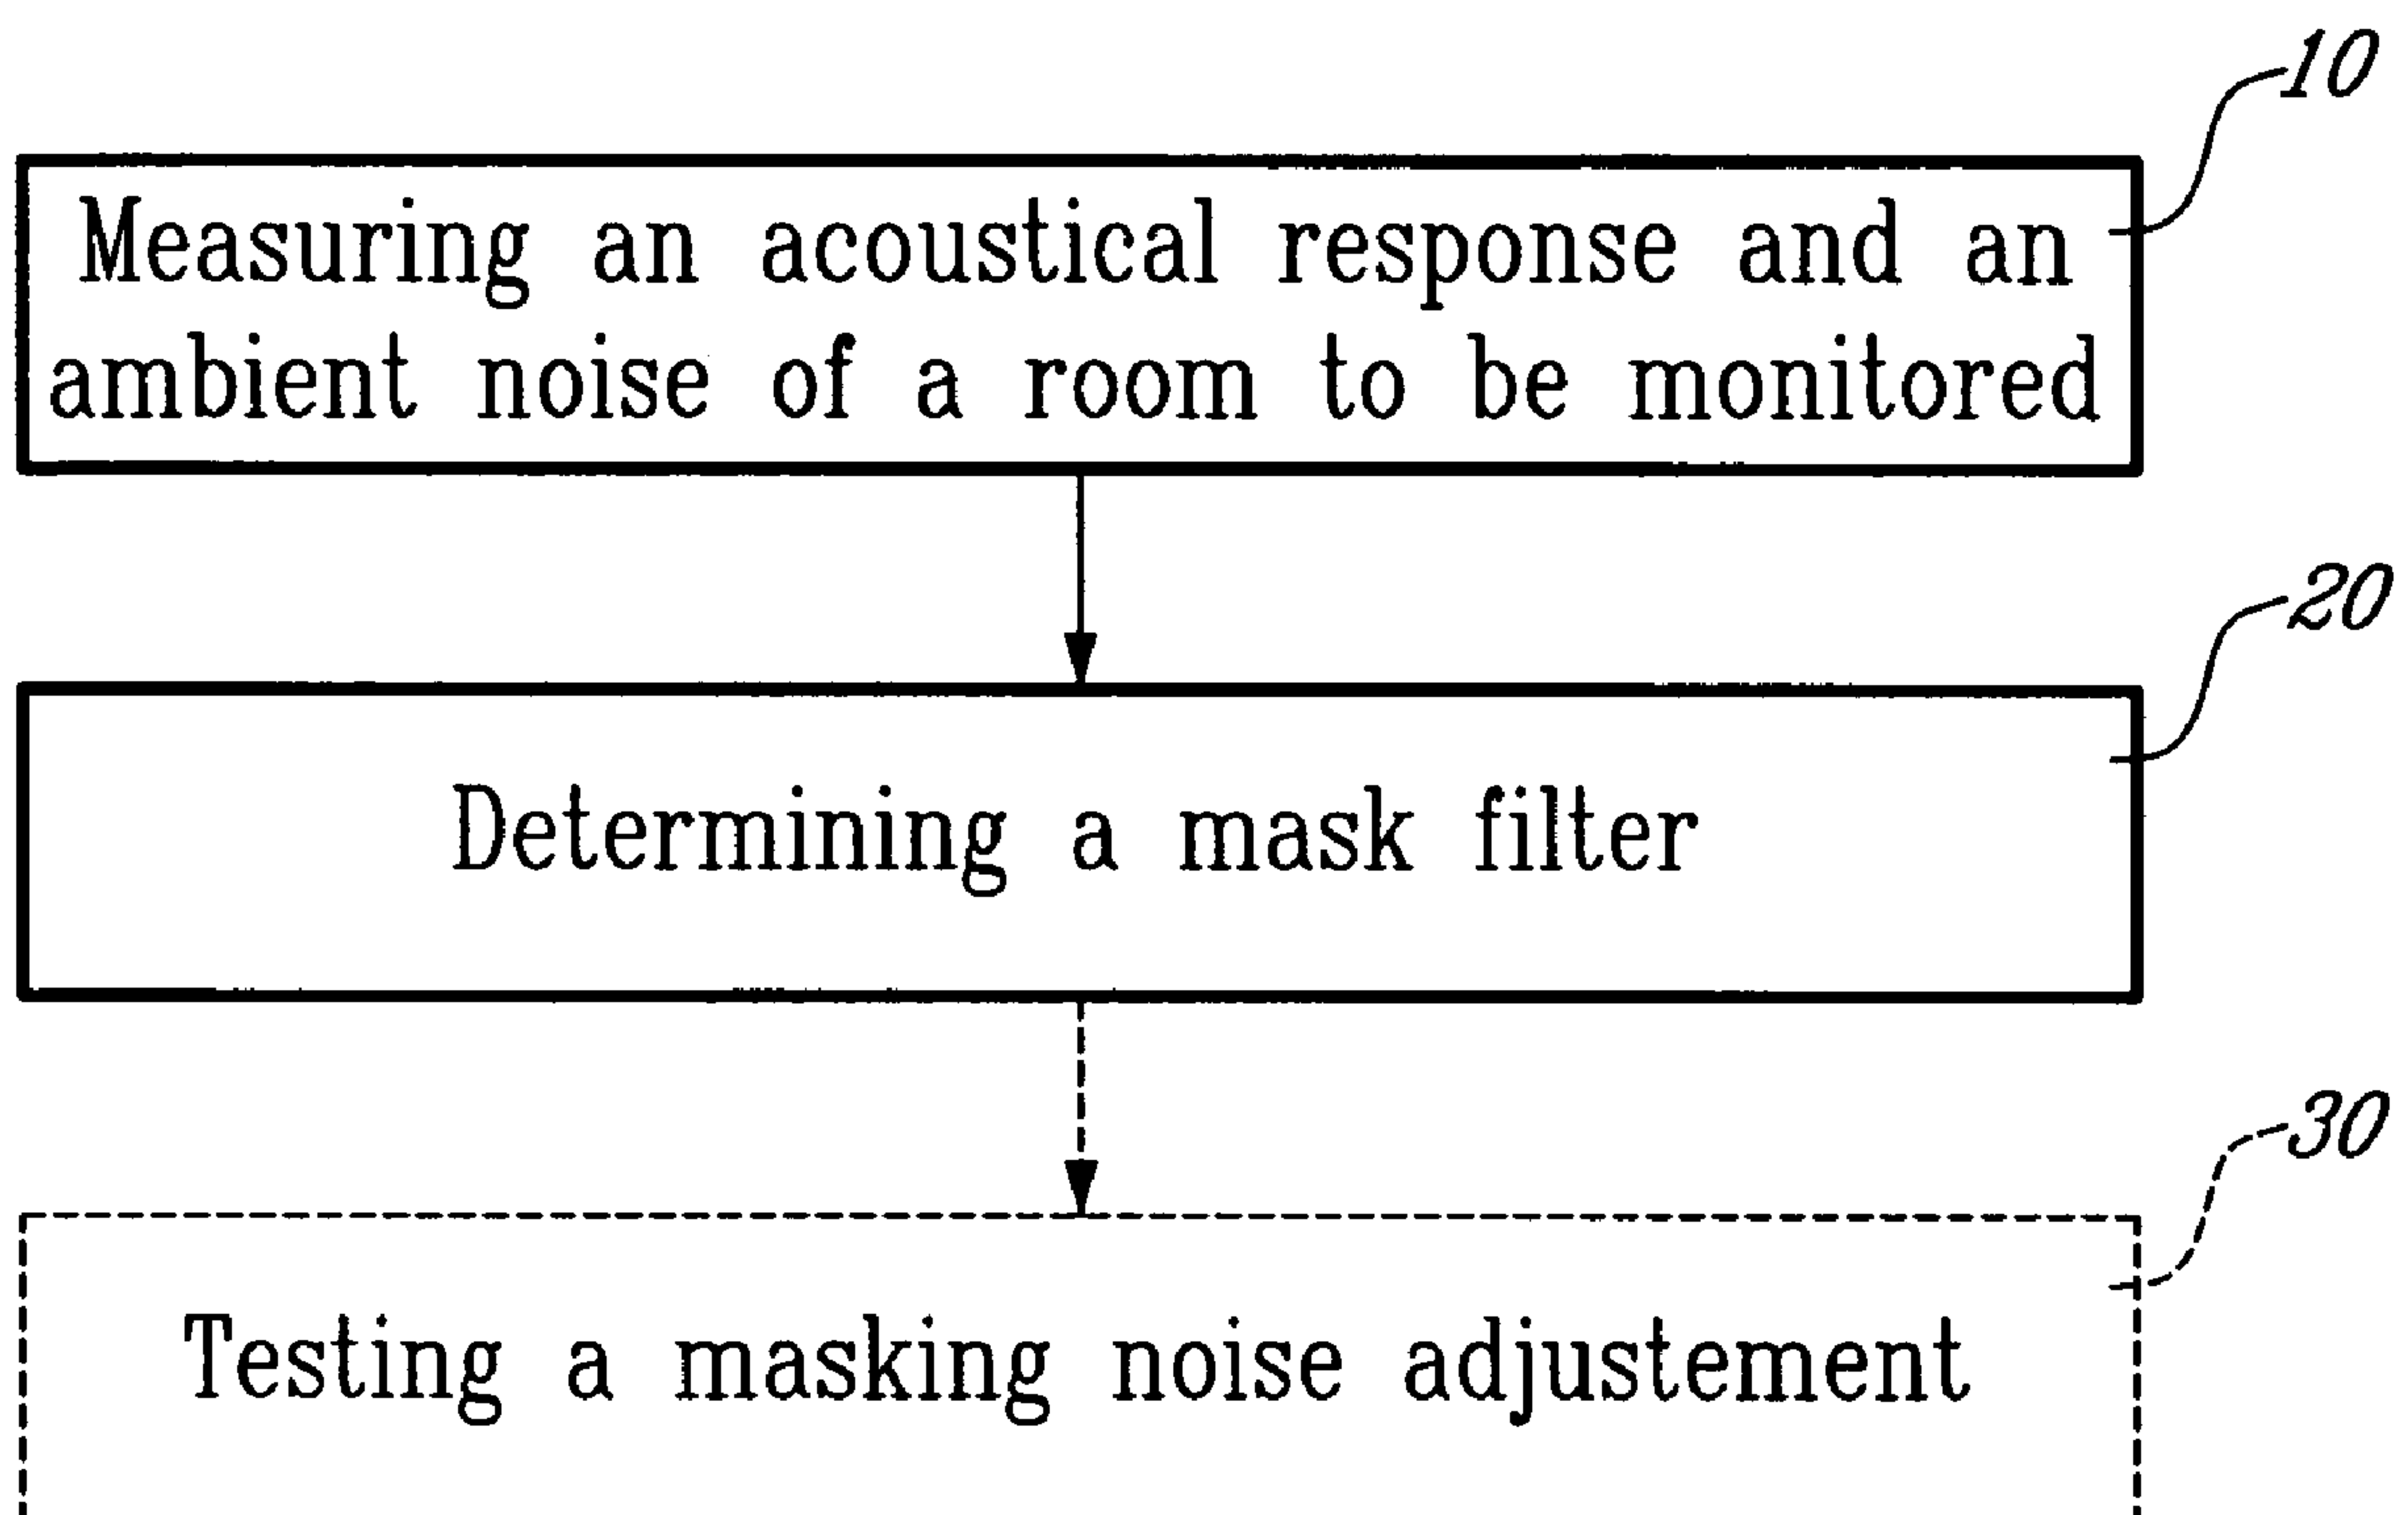 10
Measuring an acoustical response and an
ambient noise of a room to be monitored
20
Determining a mask filter
30
Testing a masking noise adjustement